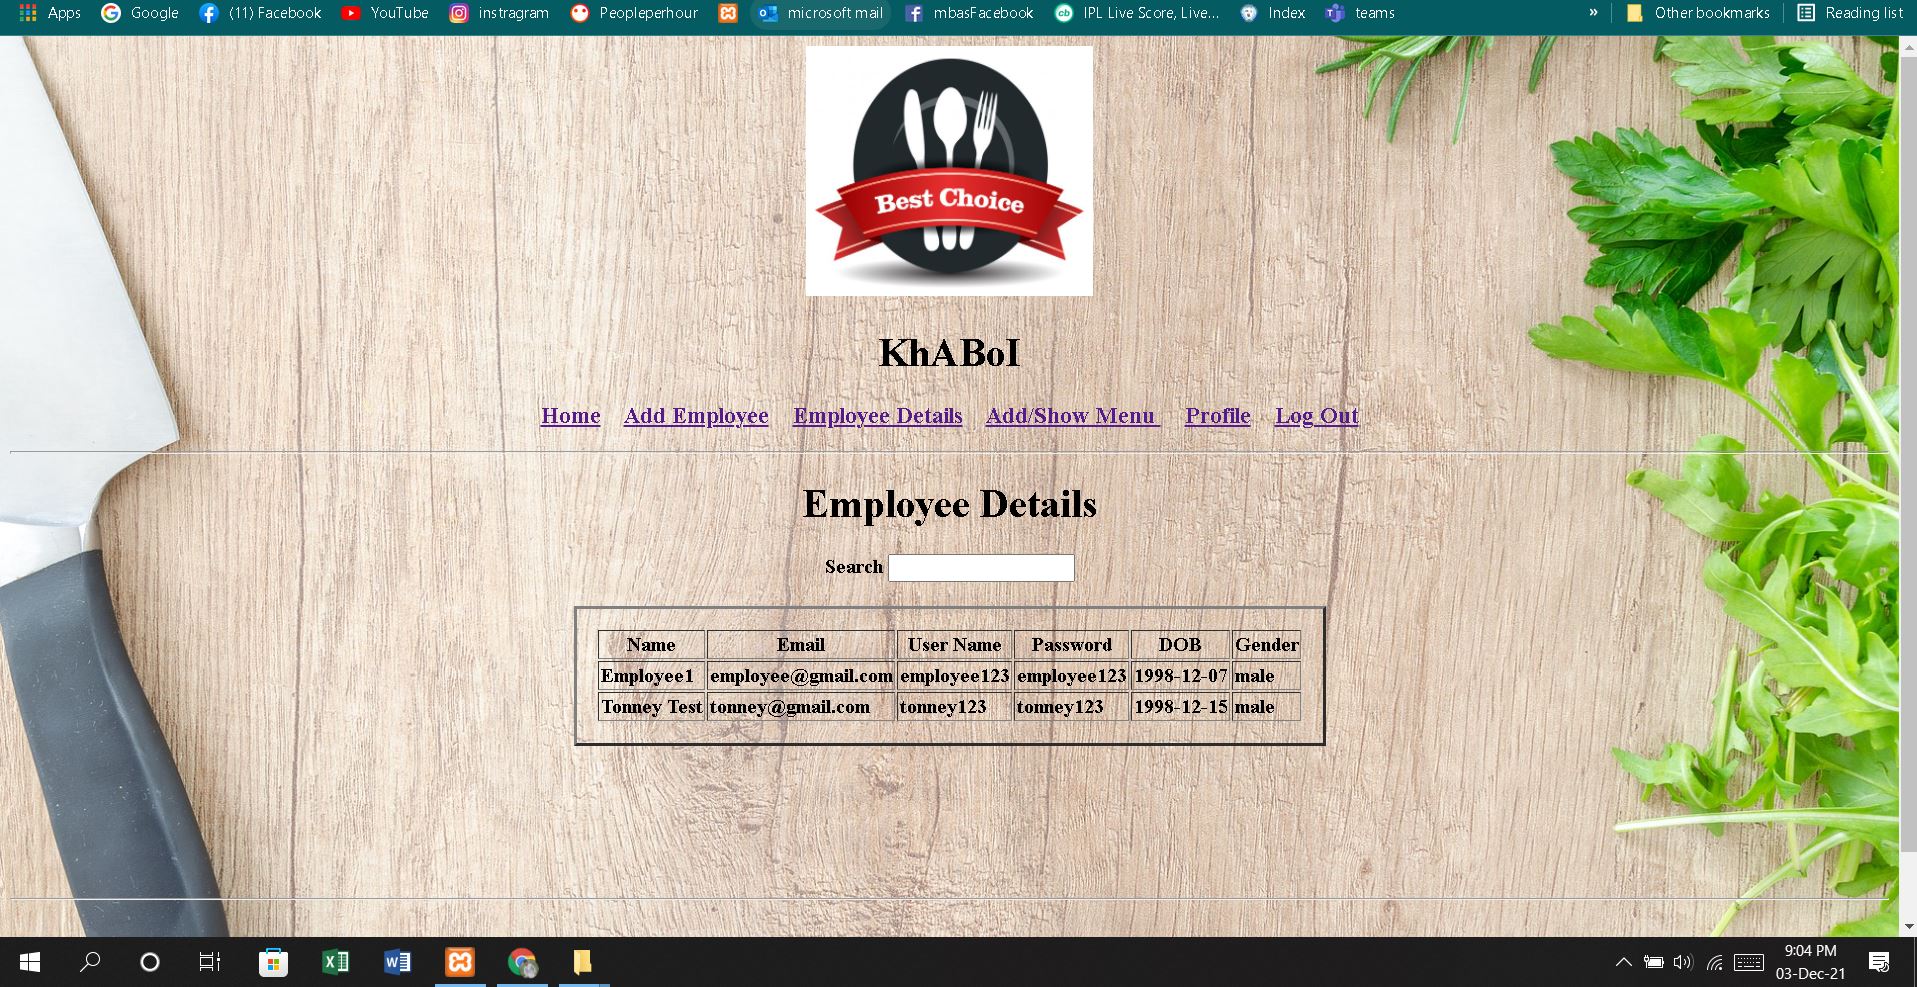 Apps Google (11) Facebook YouTube instragram Peopleperhour microsoft mail mbasFacebook IPL Live Score, Live... Index teams » Other bookmarks Reading list
Best Choice
KhABoI
Home Add Employee Employee Details Add/Show Menu Profile Log Out
Employee Details
Search
Name Email User Name Password DOB Gender
Employee1 employee@gmail.com employee123 employee123 1998-12-07 male
Tonney Test tonney@gmail.com tonney123 tonney123 1998-12-15 male
9:04 PM
03-Dec-21